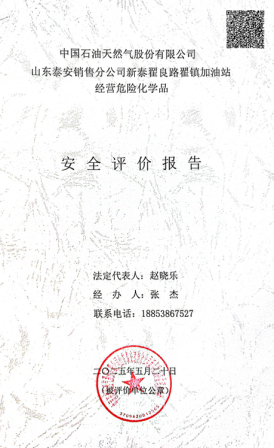 中国石油天然气股份有限公司
山东泰安销售分公司新泰翟良路翟镇加油站
经营危险化学品
安全评价报告
法定代表人：赵晓乐
经 办 人：张 杰
联系电话：18853867527
二〇二五年五月二十日
（被评价单位公章）